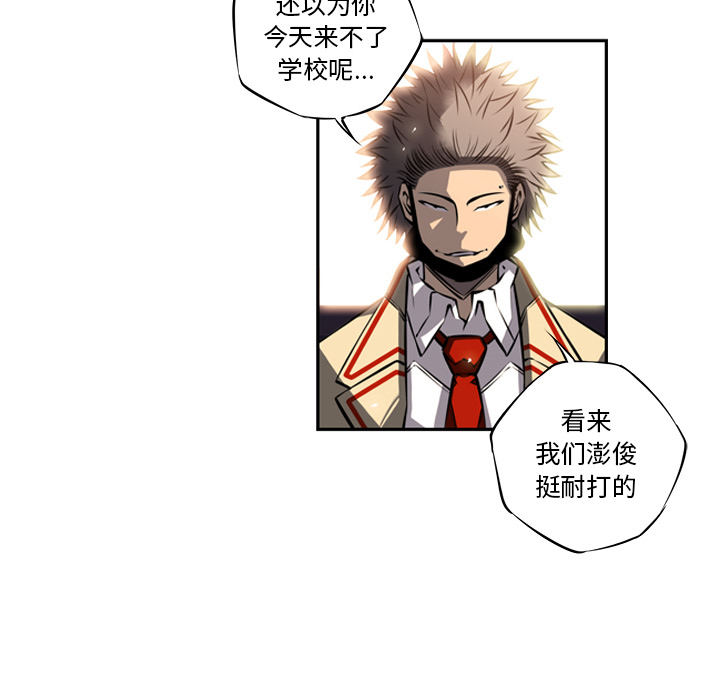 还以为你
今天来不了
学校呢...
看来
我们澎俊
挺耐打的